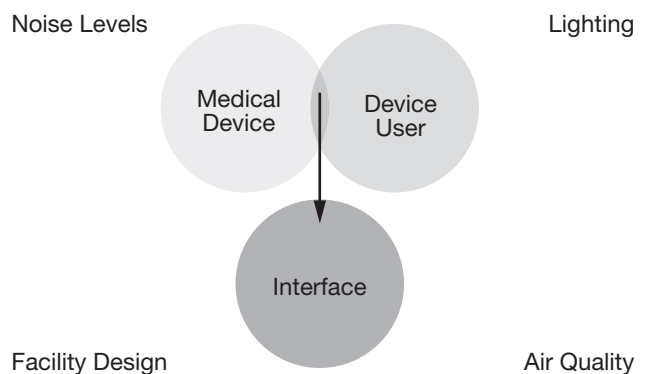 Noise Levels
Lighting
Medical
Device
Device
User
Interface
Facility Design
Air Quality